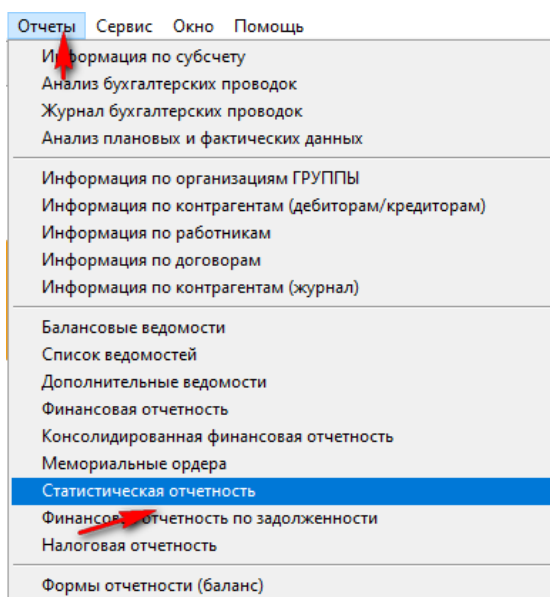 Отчеты Сервис Окно Помощь
Информация по субсчету
Анализ бухгалтерских проводок
Журнал бухгалтерских проводок
Анализ плановых и фактических данных
Информация по организациям ГРУППЫ
Информация по контрагентам (дебиторам/кредиторам)
Информация по работникам
Информация по договорам
Информация по контрагентам (журнал)
Балансовые ведомости
Список ведомостей
Дополнительные ведомости
Финансовая отчетность
Консолидированная финансовая отчетность
Мемориальные ордера
Статистическая отчетность
Финансовая отчетность по задолженности
Налоговая отчетность
Формы отчетности (баланс)